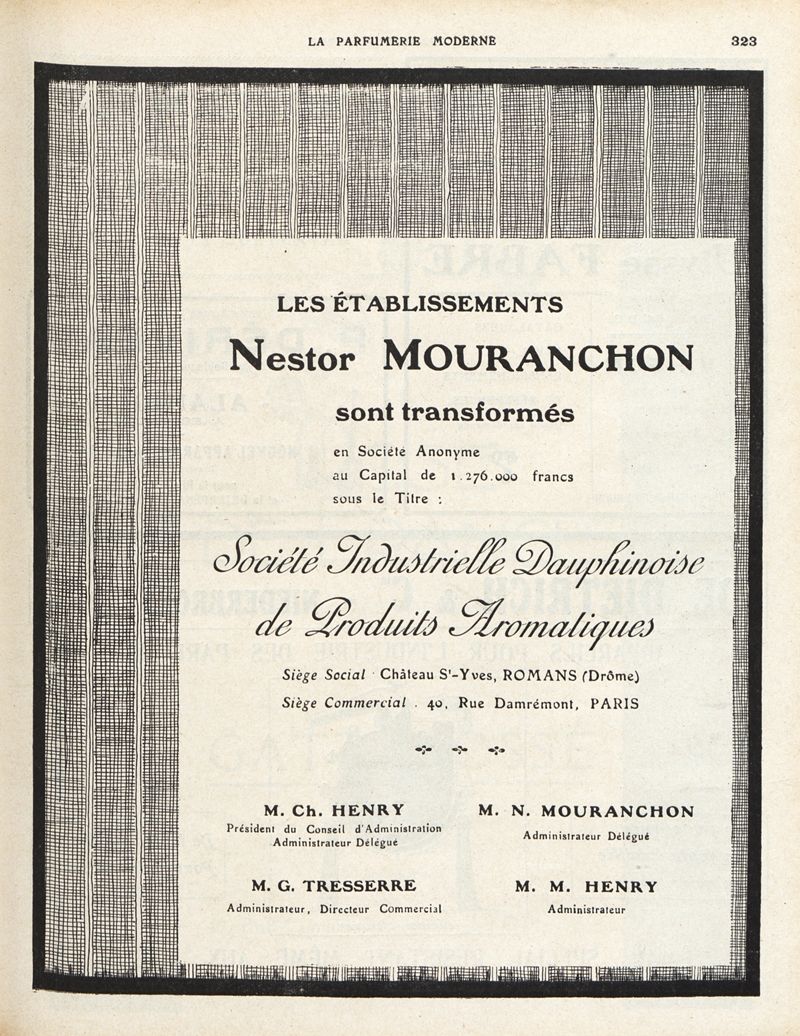 LA PARFUMERIE MODERNE 323
LES ÉTABLISSEMENTS
Nestor MOURANCHON
sont transformés
en Société Anonyme
au Capital de 1.276.000 francs
sous le Titre :
Société Industrielle Dauphinoise
de Produits Aromatiques
Siège Social Château St-Yves, ROMANS (Drôme)
Siège Commercial . 40, Rue Damrémont, PARIS
M. Ch. HENRY
Président du Conseil d'Administration
Administrateur Délégué
M. N. MOURANCHON
Administrateur Délégué
M. G. TRESSERRE
Administrateur, Directeur Commercial
M. M. HENRY
Administrateur